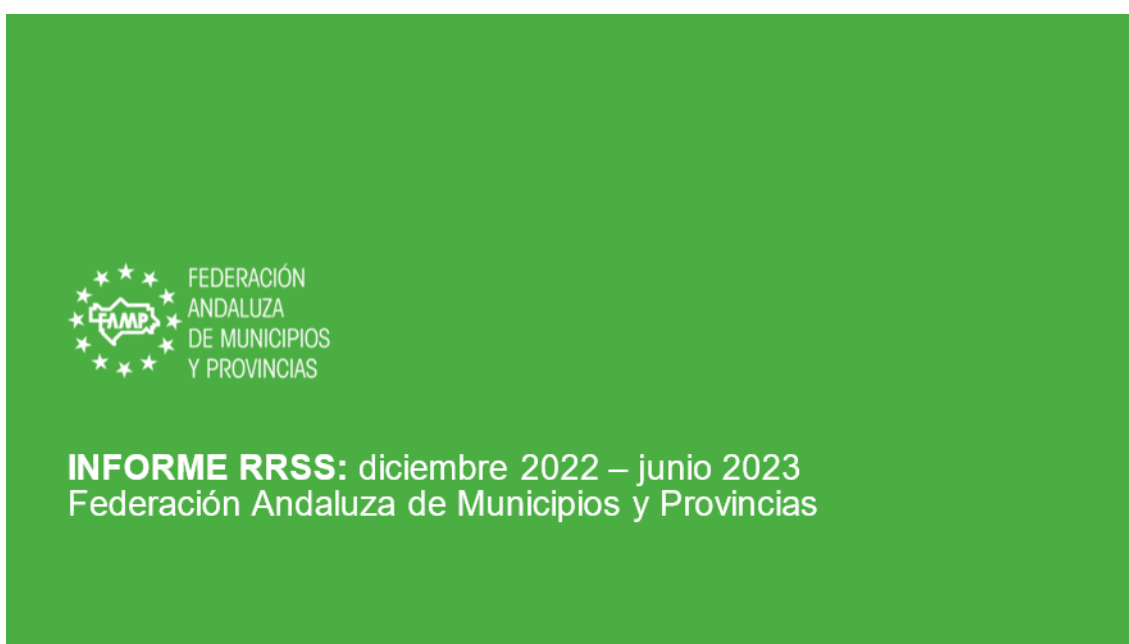 FAMP
FEDERACIÓN
ANDALUZA
DE MUNICIPIOS
Y PROVINCIAS
INFORME RRSS: diciembre 2022 – junio 2023
Federación Andaluza de Municipios y Provincias